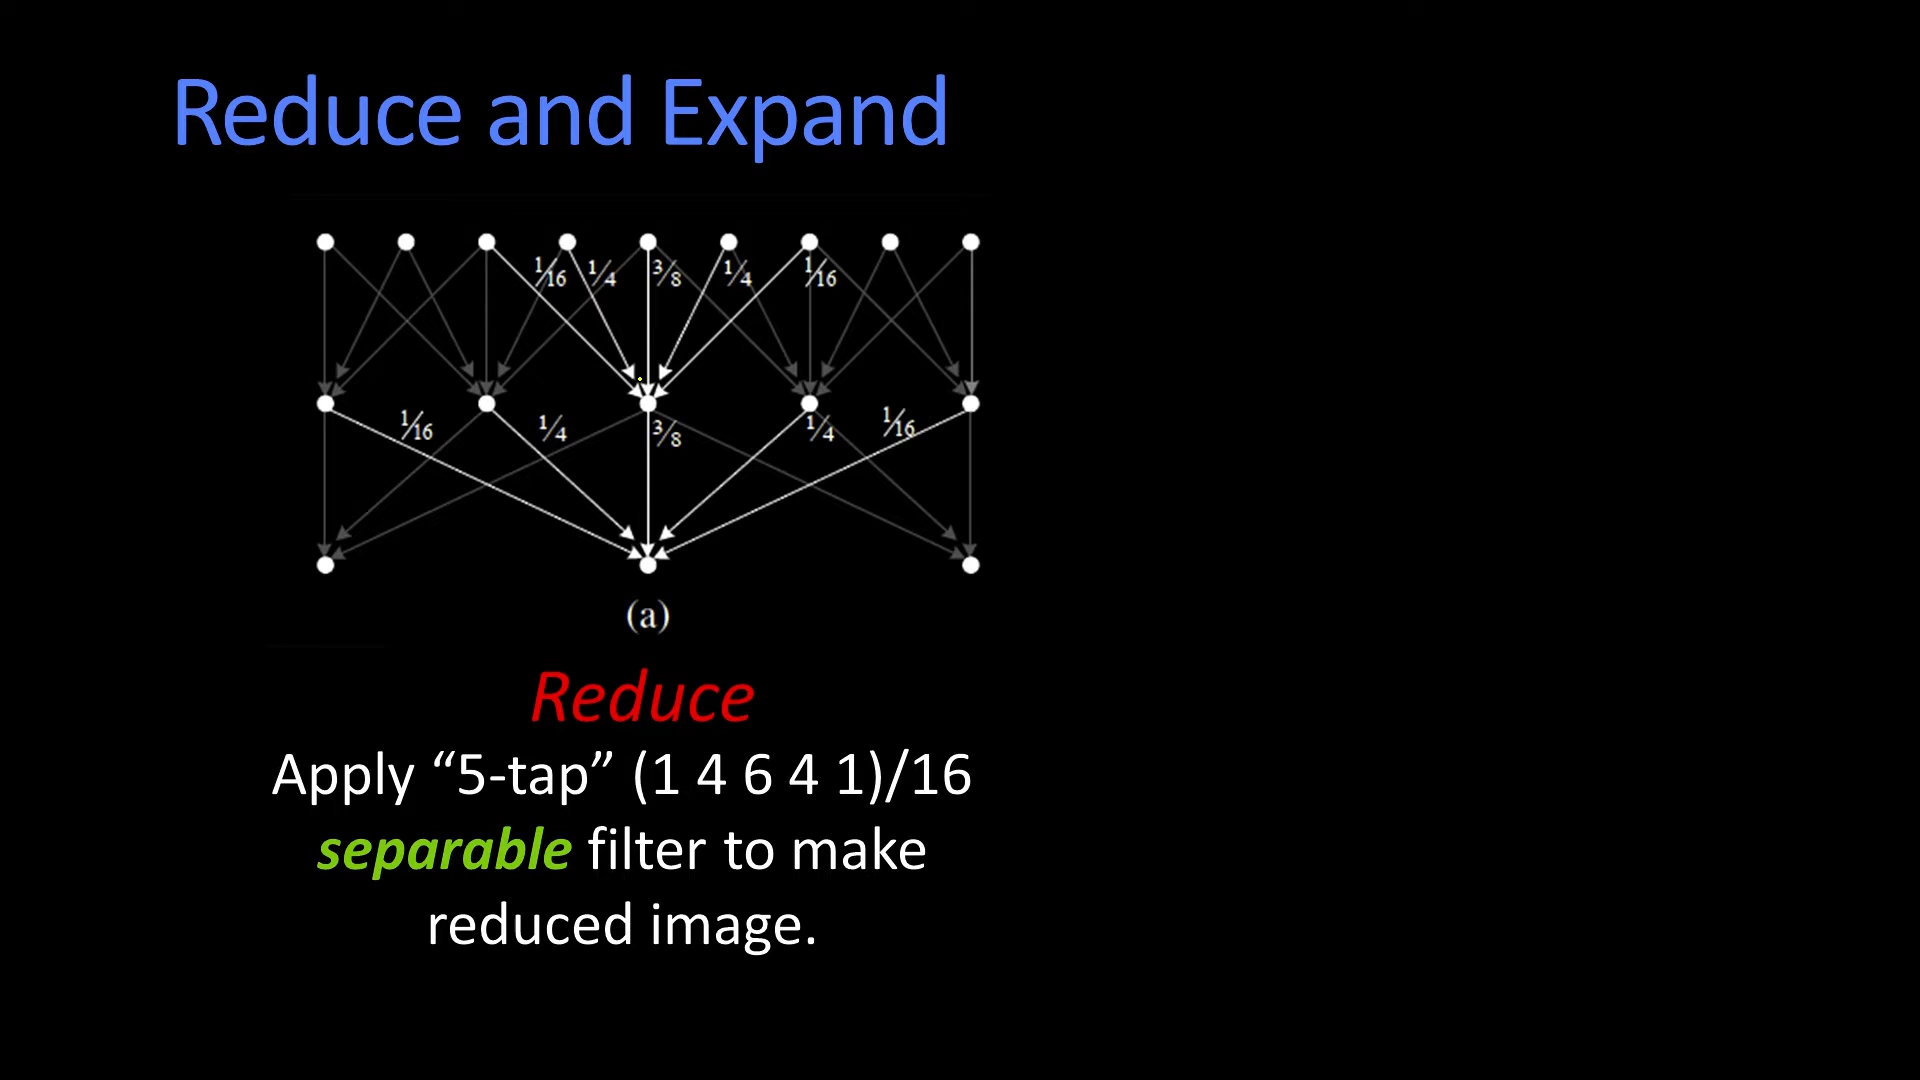 Reduce and Expand
1/16 1/4 3/8 1/4 1/16
1/16 1/4 3/8 1/4 1/16
(a)
Reduce
Apply “5-tap” (1 4 6 4 1)/16
separable filter to make
reduced image.